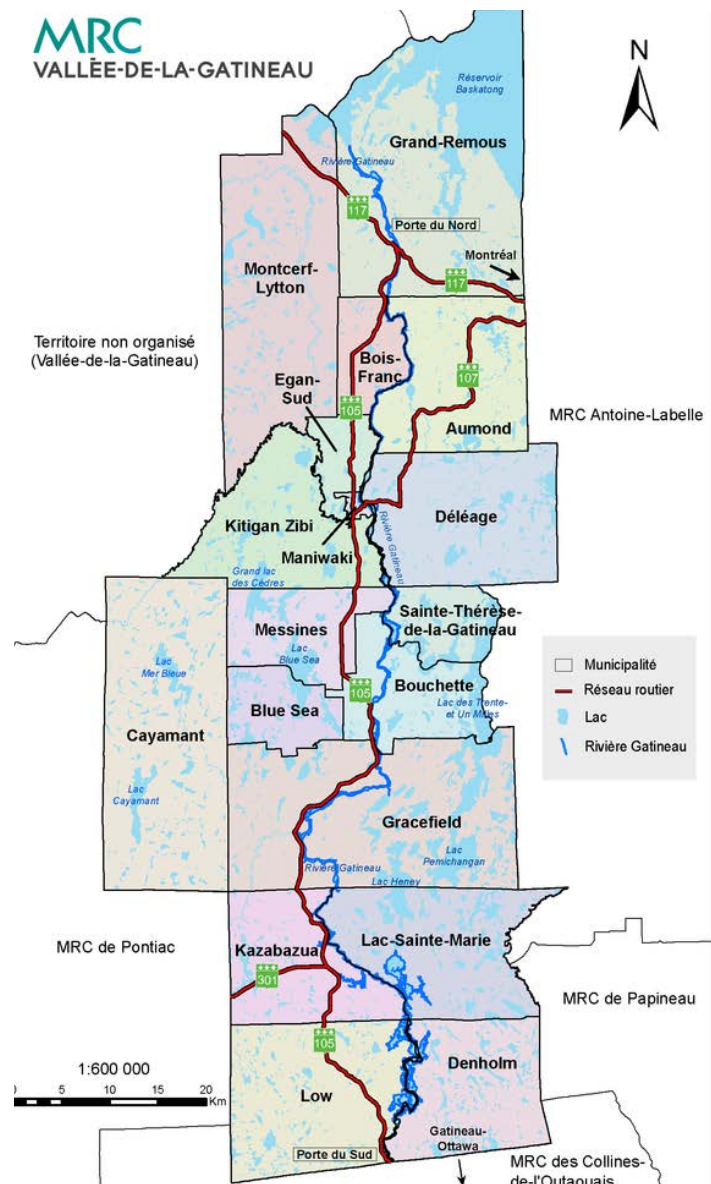 MRC
VALLÉE-DE-LA-GATINEAU
N
Réservoir
Baskatong
Grand-Remous
Rivière Gatineau
117
Porte du Nord
Montréal
117
Montcerf-
Lytton
Territoire non organisé
(Vallée-de-la-Gatineau)
Bois-
Franc
Egan-
Sud
107
105
Aumond
MRC Antoine-Labelle
Déléage
Kitigan Zibi
Rivière Gatineau
Maniwaki
Grand lac
des Cèdres
Sainte-Thérèse-
de-la-Gatineau
Messines
Lac
Blue Sea
Lac
Mer Bleue
Bouchette
105
Lac des Trente-
et Un Milles
Blue Sea
Cayamant
Municipalité
Réseau routier
Lac
Rivière Gatineau
Lac
Cayamant
Gracefield
Lac
Pemichangan
Rivière Gatineau
Lac Heney
MRC de Pontiac
Kazabazua
Lac-Sainte-Marie
301
MRC de Papineau
105
1:600 000
0 5 10 20
Km
Low
Denholm
Gatineau-
Ottawa
Porte du Sud
MRC des Collines-
de-l'Outaouais